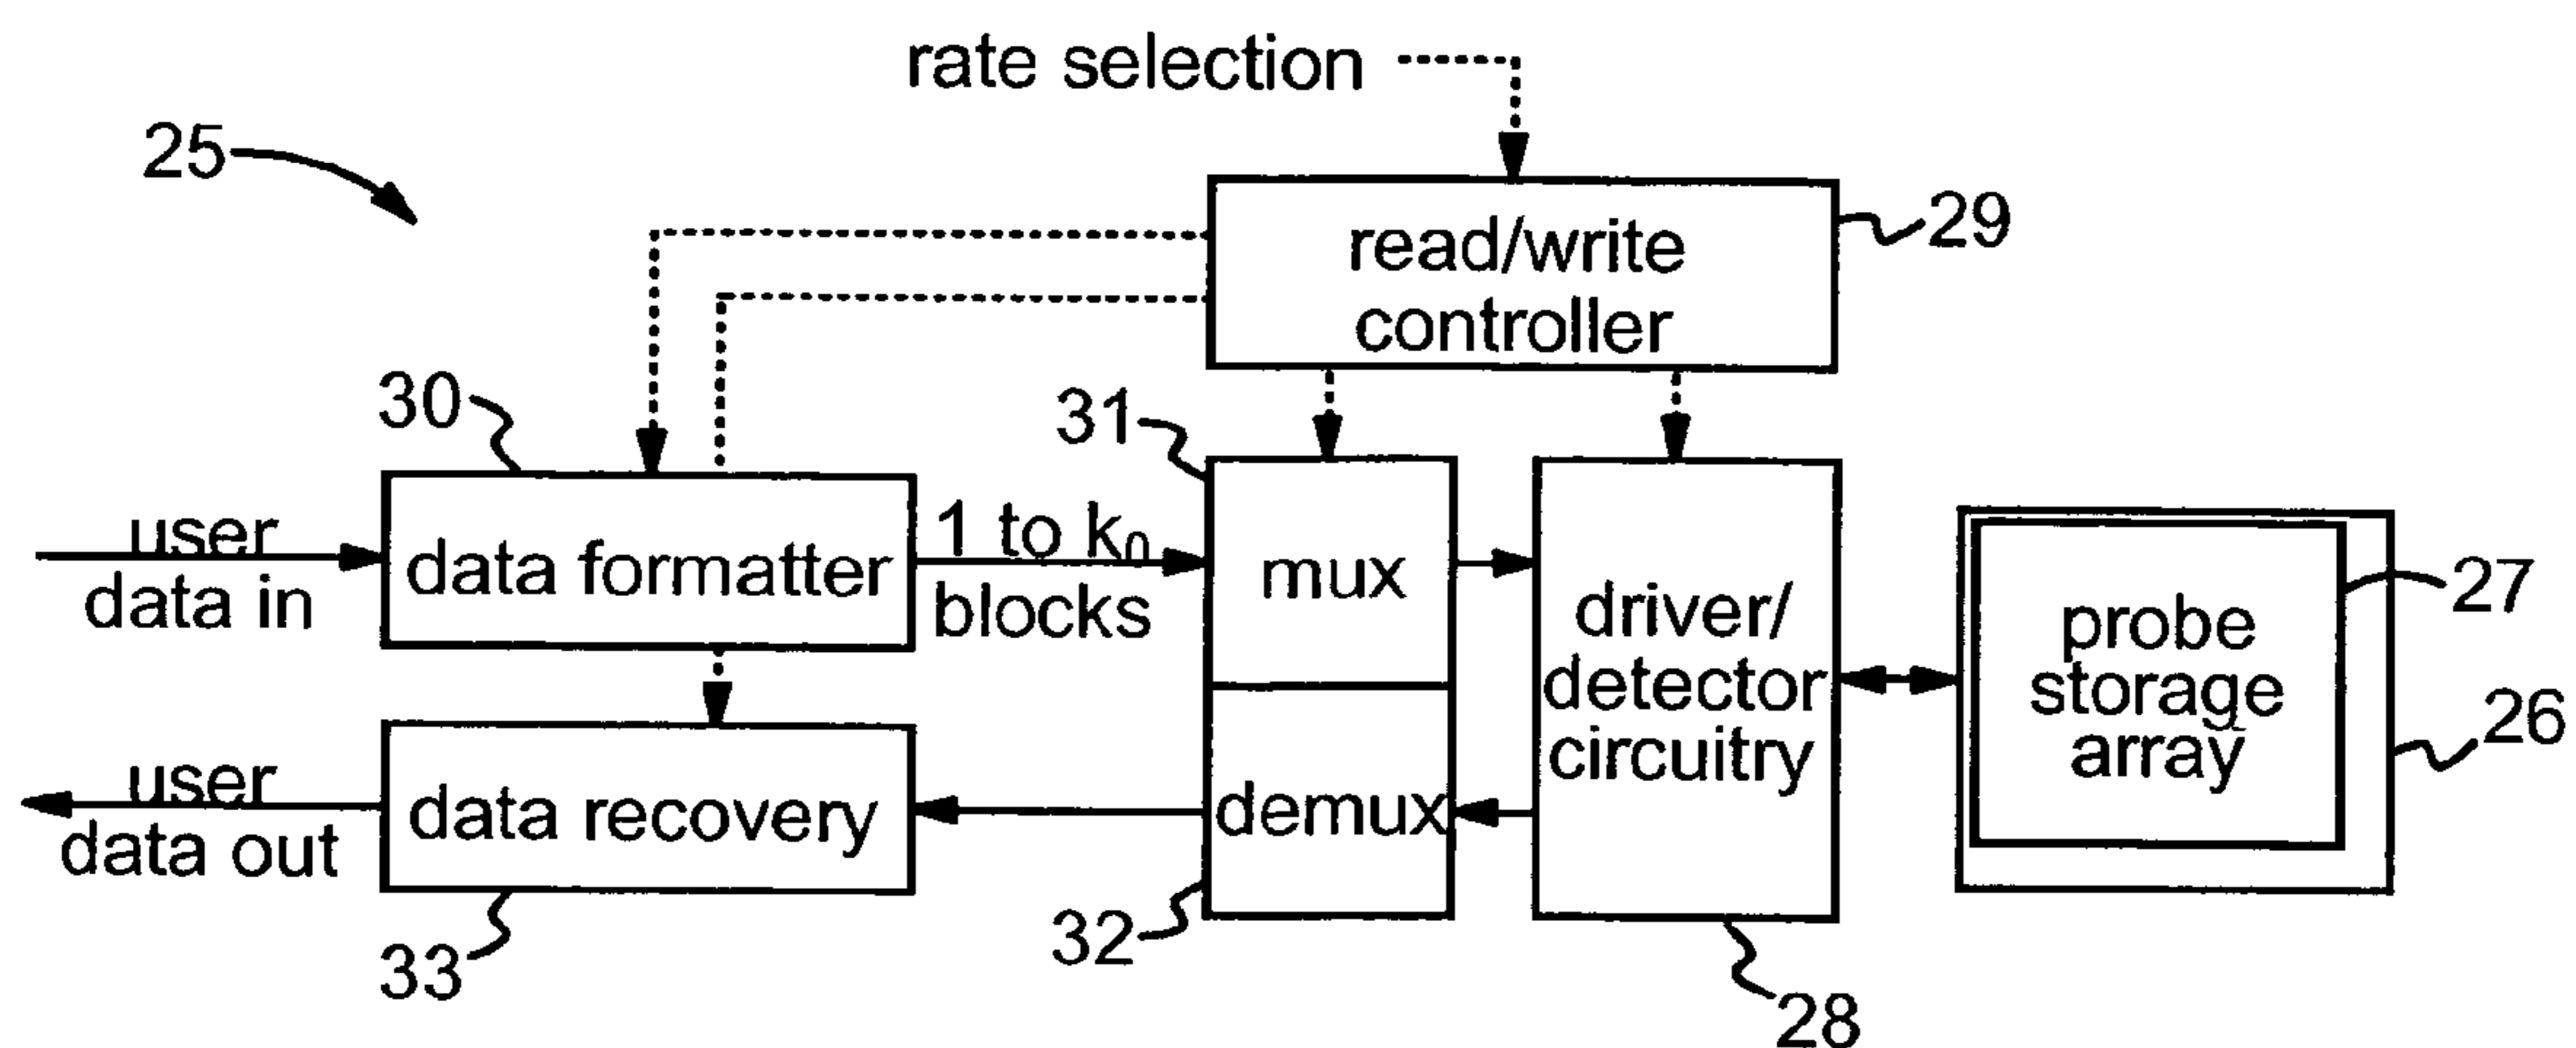 rate selection
25
read/write
controller
29
30
31
user
data in
data formatter
1 to k₀
blocks
mux
driver/
detector
circuitry
probe
storage
array
27
26
user
data out
data recovery
demux
33
32
28